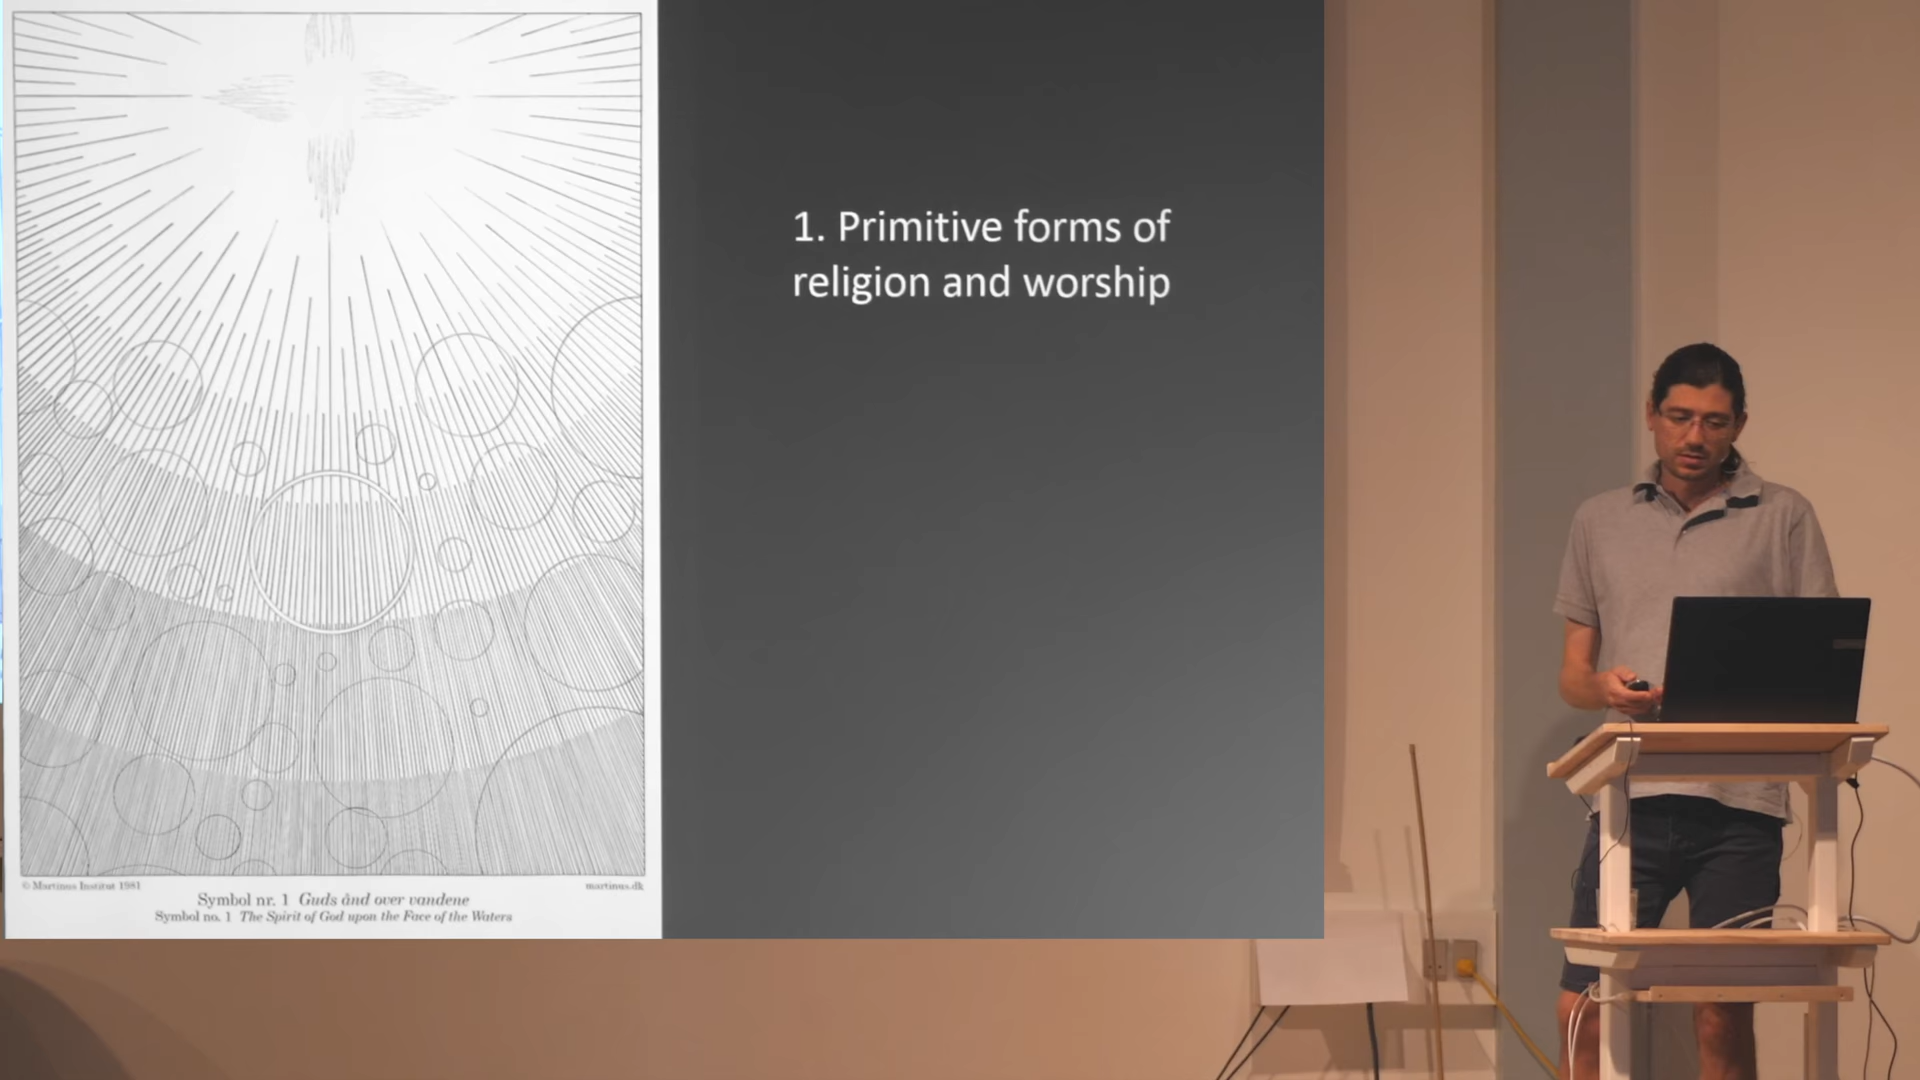 1. Primitive forms of
religion and worship
© Martinus Institut 1981
martinus.dk
Symbol nr. 1 Guds ånd over vandene
Symbol no. 1 The Spirit of God upon the Face of the Waters